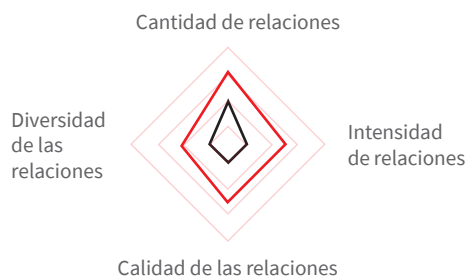 Cantidad de relaciones
Diversidad
de las
relaciones
Intensidad
de relaciones
Calidad de las relaciones